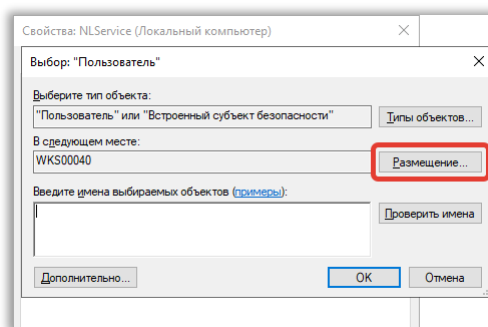 Свойства: NLService (Локальный компьютер)
Выбор: "Пользователь"
Выберите тип объекта:
"Пользователь" или "Встроенный субъект безопасности"
Типы объектов...
В следующем месте:
WKS00040
Размещение...
Введите имена выбираемых объектов (примеры):
Проверить имена
Дополнительно...
ОК
Отмена